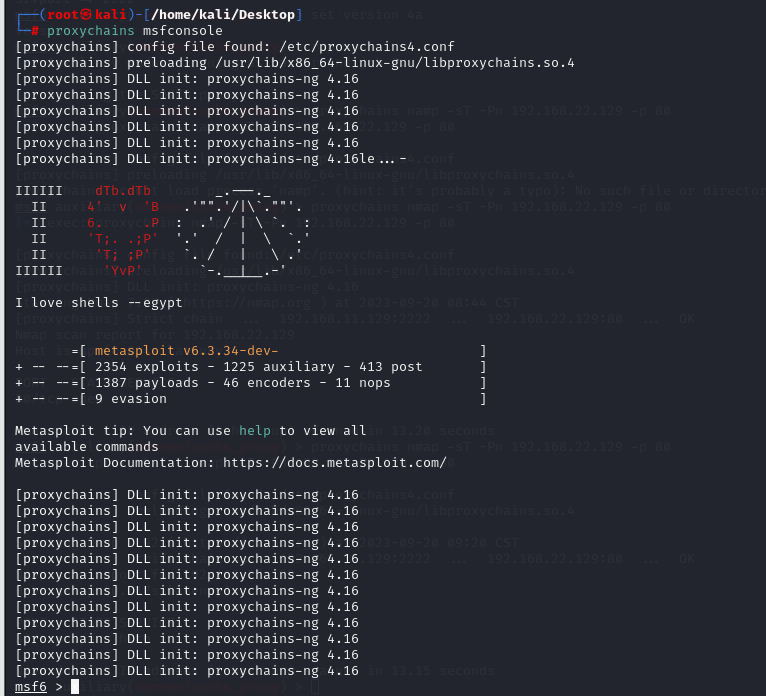 ┌──(root㉿kali)-[/home/kali/Desktop]
└─# proxychains msfconsole
[proxychains] config file found: /etc/proxychains4.conf
[proxychains] preloading /usr/lib/x86_64-linux-gnu/libproxychains.so.4
[proxychains] DLL init: proxychains-ng 4.16
[proxychains] DLL init: proxychains-ng 4.16
[proxychains] DLL init: proxychains-ng 4.16
[proxychains] DLL init: proxychains-ng 4.16
[proxychains] DLL init: proxychains-ng 4.16
[proxychains] DLL init: proxychains-ng 4.16le...-
IIIIII    dTb.dTb        _.---._
  II     4'  v  'B   .'"".'/|\`.""'.
  II     6.     .P  :  .' / | \ `.  :
  II     'T;. .;P'  '.'  /  |  \  `.'
  II      'T; ;P'    `. /   |   \ .'
IIIIII     'YvP'       `-.__|__.-'
I love shells --egypt
       =[ metasploit v6.3.34-dev-                         ]
+ -- --=[ 2354 exploits - 1225 auxiliary - 413 post       ]
+ -- --=[ 1387 payloads - 46 encoders - 11 nops           ]
+ -- --=[ 9 evasion                                       ]
Metasploit tip: You can use help to view all
available commands
Metasploit Documentation: https://docs.metasploit.com/
[proxychains] DLL init: proxychains-ng 4.16
[proxychains] DLL init: proxychains-ng 4.16
[proxychains] DLL init: proxychains-ng 4.16
[proxychains] DLL init: proxychains-ng 4.16
[proxychains] DLL init: proxychains-ng 4.16
[proxychains] DLL init: proxychains-ng 4.16
[proxychains] DLL init: proxychains-ng 4.16
[proxychains] DLL init: proxychains-ng 4.16
[proxychains] DLL init: proxychains-ng 4.16
[proxychains] DLL init: proxychains-ng 4.16
[proxychains] DLL init: proxychains-ng 4.16
[proxychains] DLL init: proxychains-ng 4.16
msf6 >